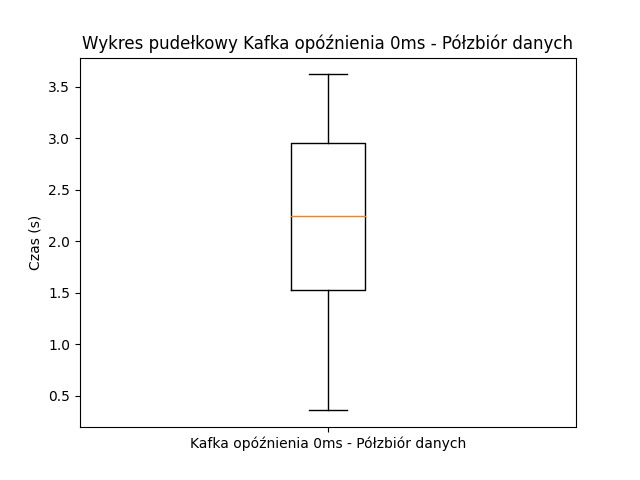 Wykres pudełkowy Kafka opóźnienia 0ms - Półzbiór danych
3.5
3.0
2.5
2.0
1.5
1.0
0.5
Czas (s)
Kafka opóźnienia 0ms - Półzbiór danych